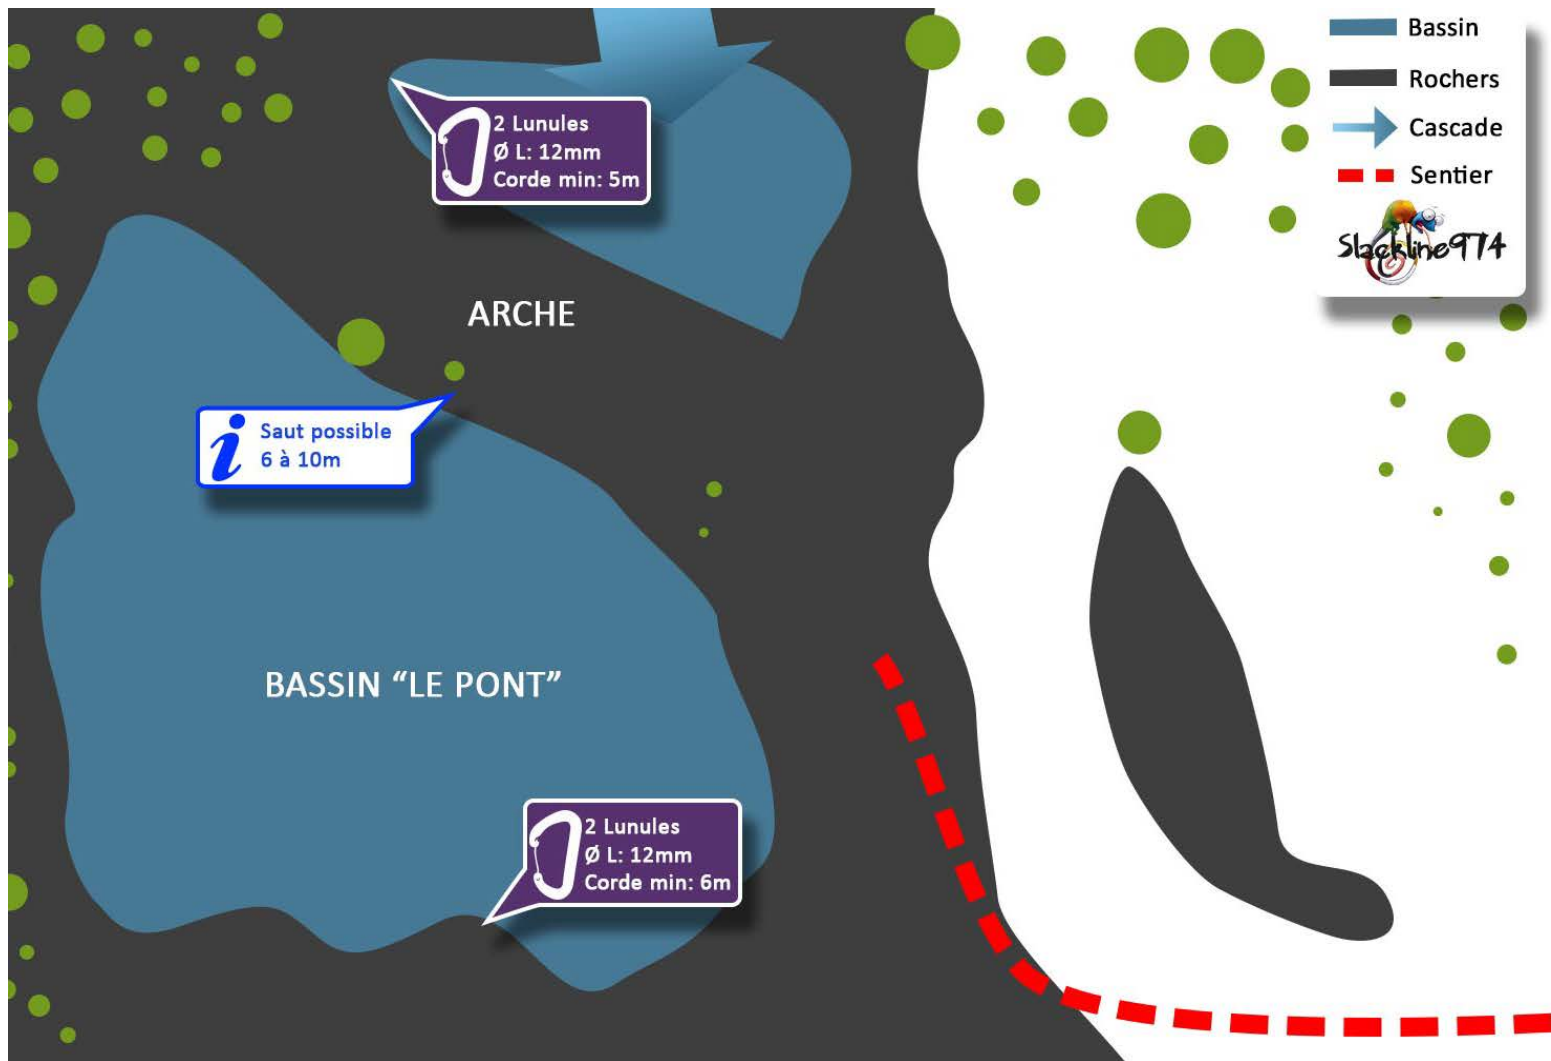 Bassin
Rochers
Cascade
Sentier
Slackline974
2 Lunules
Ø L: 12mm
Corde min: 5m
ARCHE
Saut possible
6 à 10m
BASSIN “LE PONT”
2 Lunules
Ø L: 12mm
Corde min: 6m